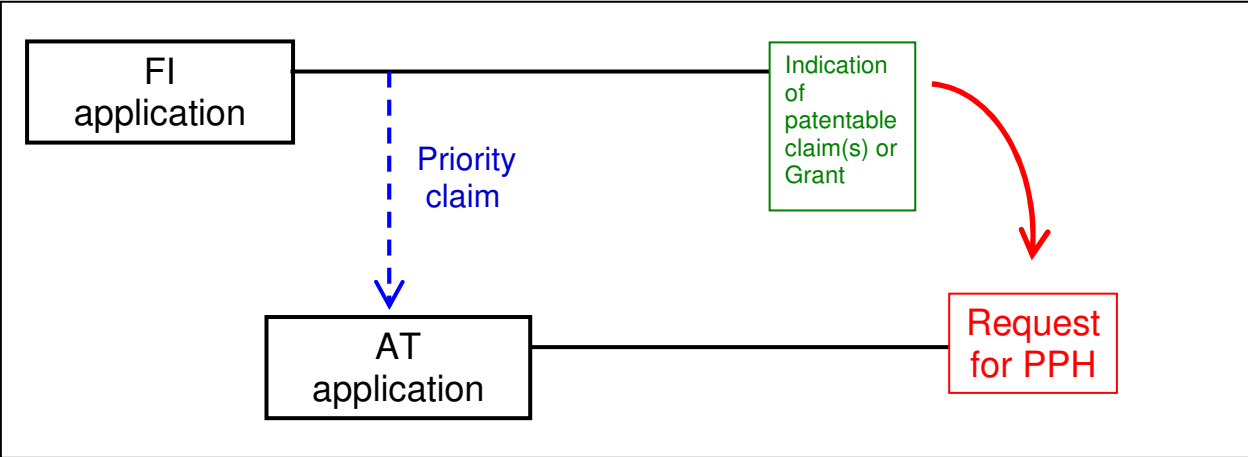 FI
application
Indication
of
patentable
claim(s) or
Grant
Priority
claim
AT
application
Request
for PPH